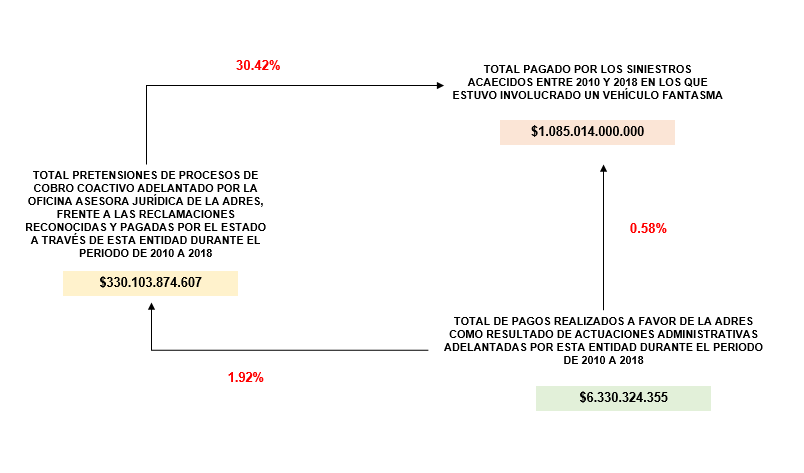 30.42%
TOTAL PAGADO POR LOS SINIESTROS
ACAECIDOS ENTRE 2010 Y 2018 EN LOS QUE
ESTUVO INVOLUCRADO UN VEHÍCULO FANTASMA
$1.085.014.000.000
TOTAL PRETENSIONES DE PROCESOS DE
COBRO COACTIVO ADELANTADO POR LA
OFICINA ASESORA JURÍDICA DE LA ADRES,
FRENTE A LAS RECLAMACIONES
RECONOCIDAS Y PAGADAS POR EL ESTADO
A TRAVÉS DE ESTA ENTIDAD DURANTE EL
PERIODO DE 2010 A 2018
$330.103.874.607
0.58%
TOTAL DE PAGOS REALIZADOS A FAVOR DE LA ADRES
COMO RESULTADO DE ACTUACIONES ADMINISTRATIVAS
ADELANTADAS POR ESTA ENTIDAD DURANTE EL PERIODO
DE 2010 A 2018
$6.330.324.355
1.92%